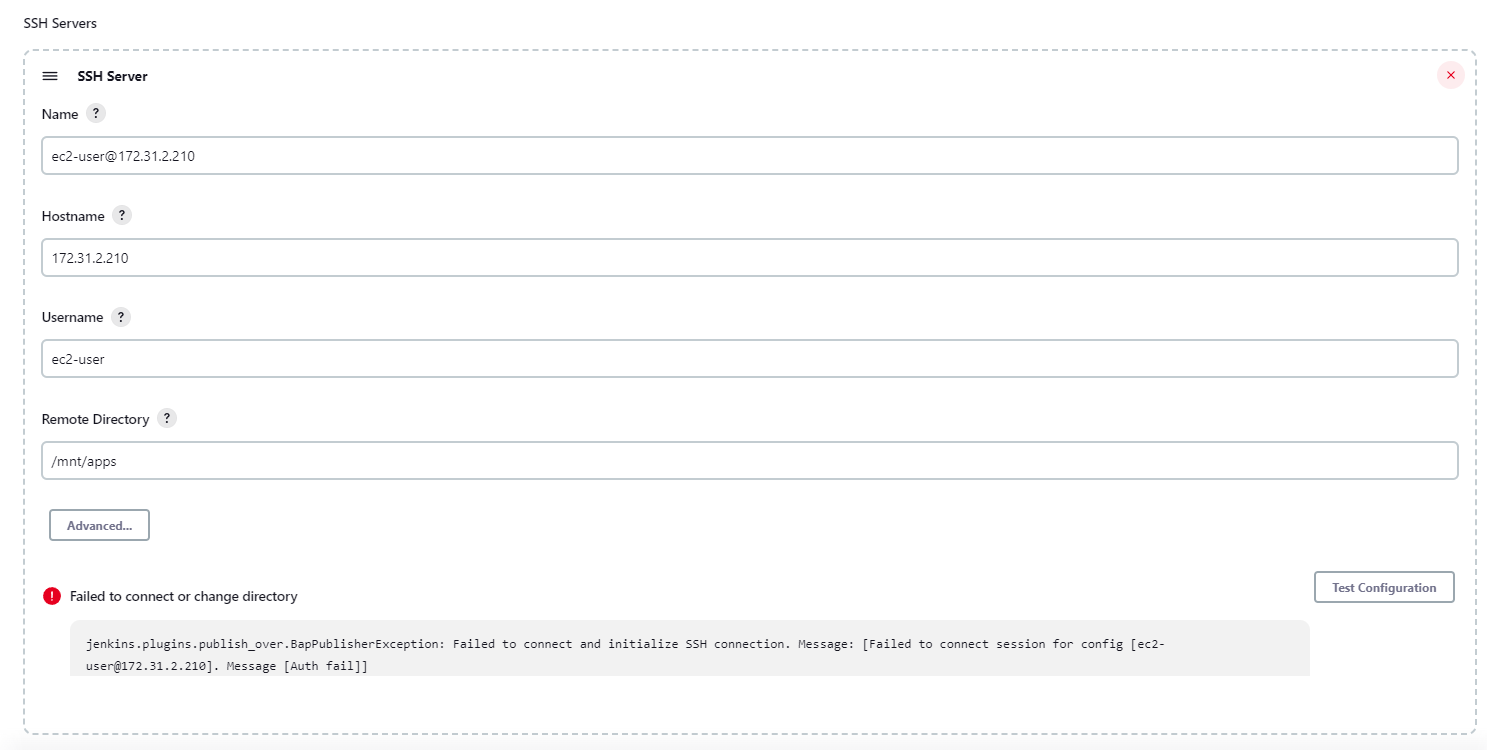 SSH Servers
SSH Server
Name ?
ec2-user@172.31.2.210
Hostname ?
172.31.2.210
Username ?
ec2-user
Remote Directory ?
/mnt/apps
Advanced...
Test Configuration
! Failed to connect or change directory
jenkins.plugins.publish_over.BapPublisherException: Failed to connect and initialize SSH connection. Message: [Failed to connect session for config [ec2-
user@172.31.2.210]. Message [Auth fail]]